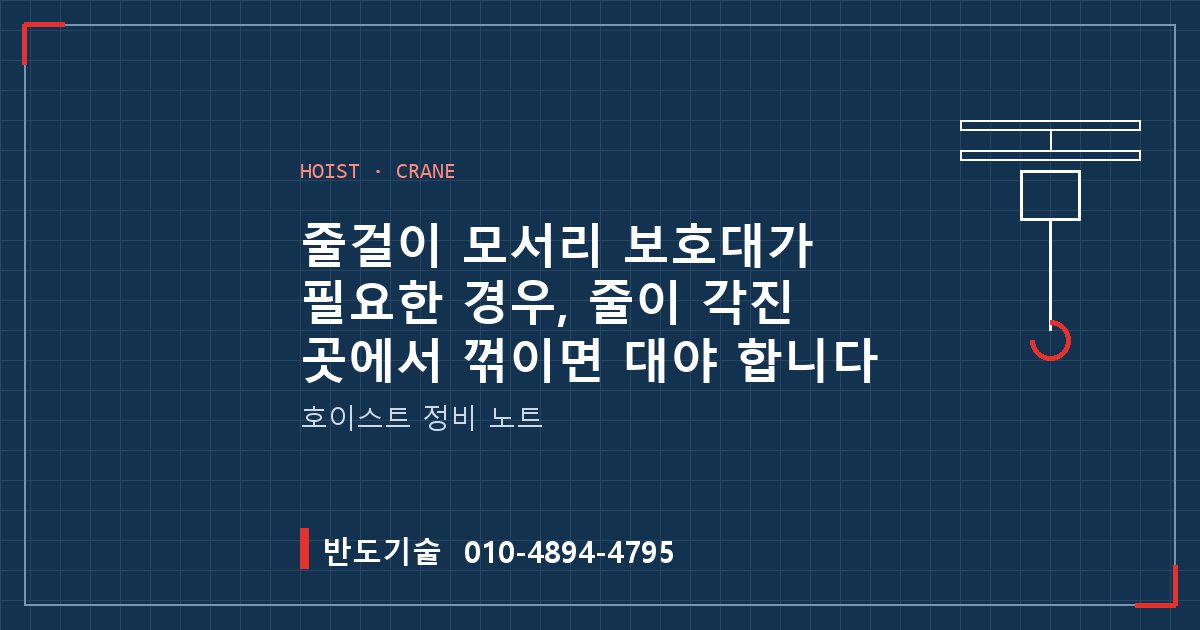 HOIST · CRANE
줄걸이 모서리 보호대가
필요한 경우, 줄이 각진
곳에서 꺾이면 대야 합니다
호이스트 정비 노트
반도기술 010-4894-4795